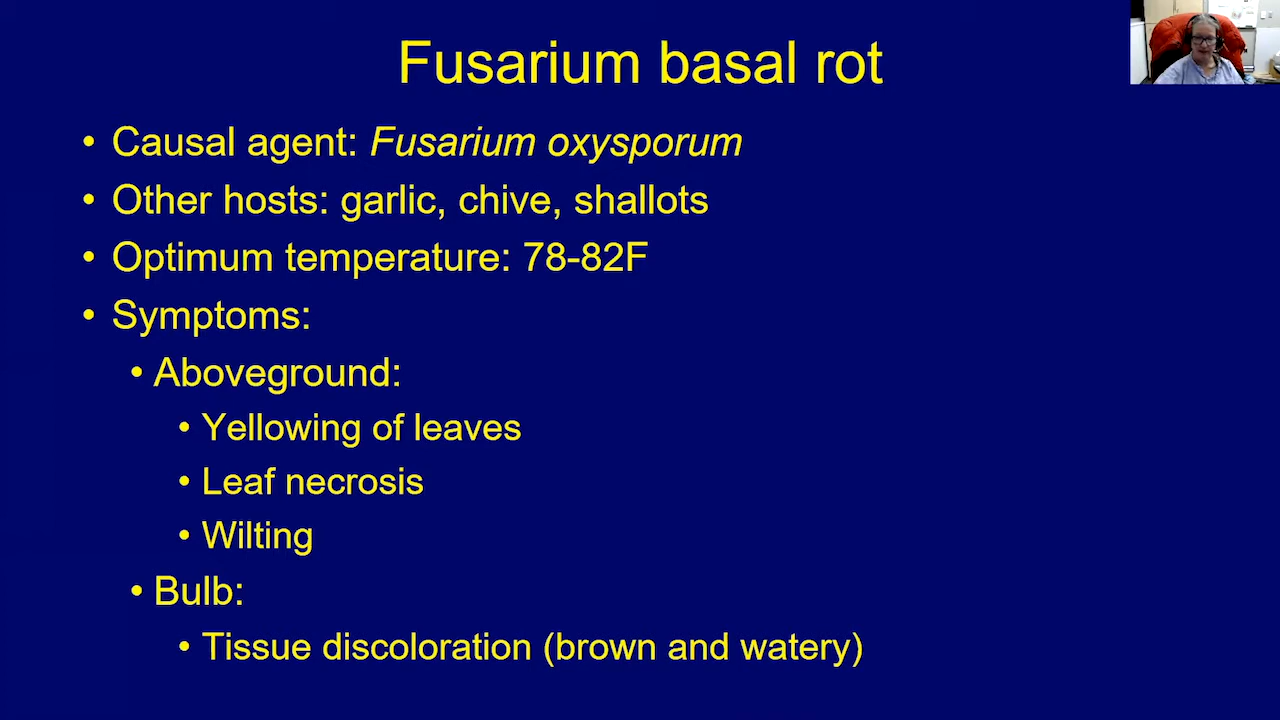 Fusarium basal rot
• Causal agent: Fusarium oxysporum
• Other hosts: garlic, chive, shallots
• Optimum temperature: 78-82F
• Symptoms:
• Aboveground:
• Yellowing of leaves
• Leaf necrosis
• Wilting
• Bulb:
• Tissue discoloration (brown and watery)